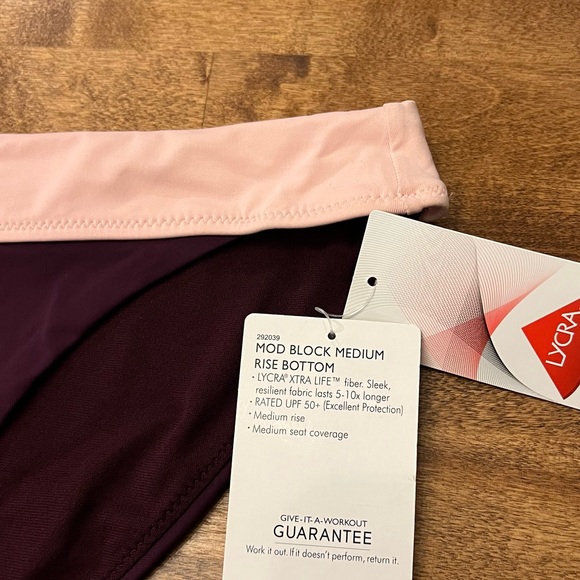 292039
MOD BLOCK MEDIUM
RISE BOTTOM
• LYCRA® XTRA LIFE™ fiber. Sleek,
resilient fabric lasts 5-10x longer
• RATED UPF 50+ (Excellent Protection)
• Medium rise
• Medium seat coverage
GIVE-IT-A-WORKOUT
GUARANTEE
Work it out. If it doesn't perform, return it.
LYCRA